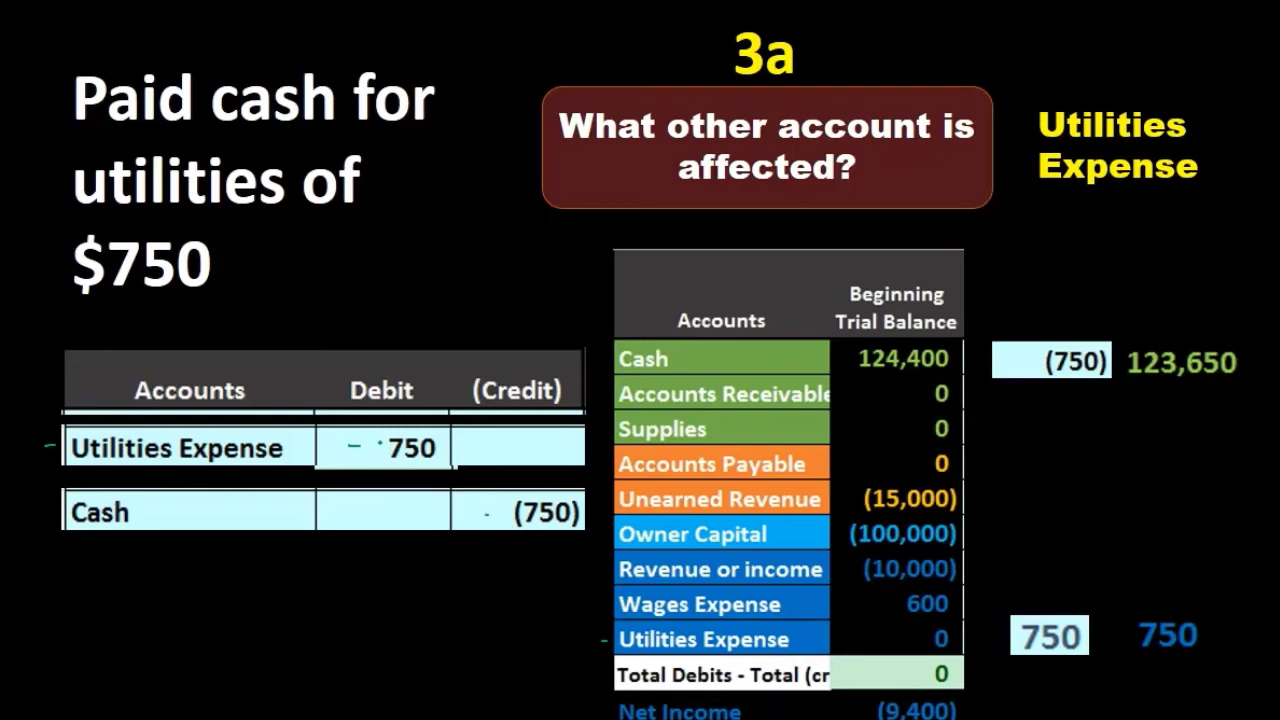 Paid cash for
utilities of
$750
3a
What other account is
affected?
Utilities
Expense
Accounts Debit (Credit)
Utilities Expense 750
Cash (750)
Accounts Beginning
Trial Balance
Cash 124,400 (750) 123,650
Accounts Receivable 0
Supplies 0
Accounts Payable 0
Unearned Revenue (15,000)
Owner Capital (100,000)
Revenue or income (10,000)
Wages Expense 600
Utilities Expense 0 750 750
Total Debits - Total (cr 0
Net Income (9,400)